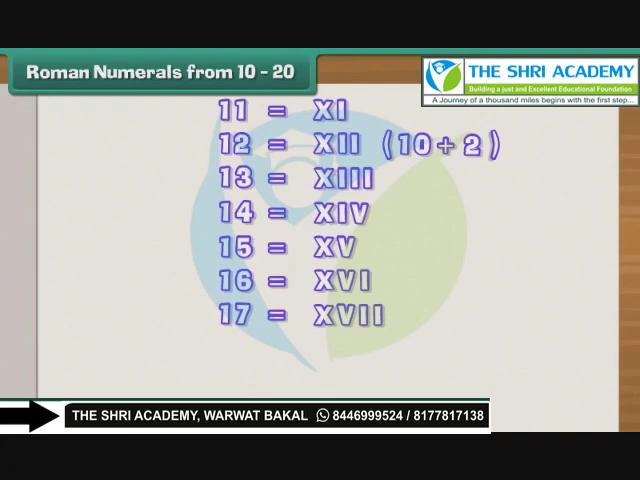 Roman Numerals from 10 - 20
THE SHRI ACADEMY
Building a just and Excellent Educational Foundation
A Journey of a thousand miles begins with the first step...
11 = XI
12 = XII (10 + 2)
13 = XIII
14 = XIV
15 = XV
16 = XVI
17 = XVII
THE SHRI ACADEMY, WARWAT BAKAL 8446999524 / 8177817138